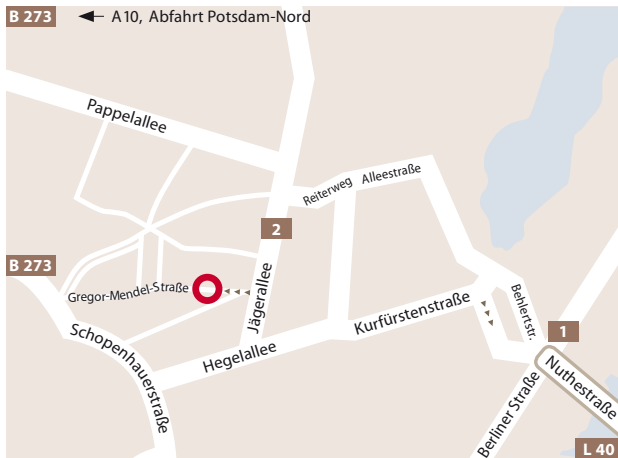 B 273
A 10, Abfahrt Potsdam-Nord
Pappelallee
Reiterweg
Alleestraße
2
B 273
Gregor-Mendel-Straße
Jägerallee
Kurfürstenstraße
Behlertstr.
1
Schopenhauerstraße
Hegelallee
Nuthestraße
Berliner Straße
L 40